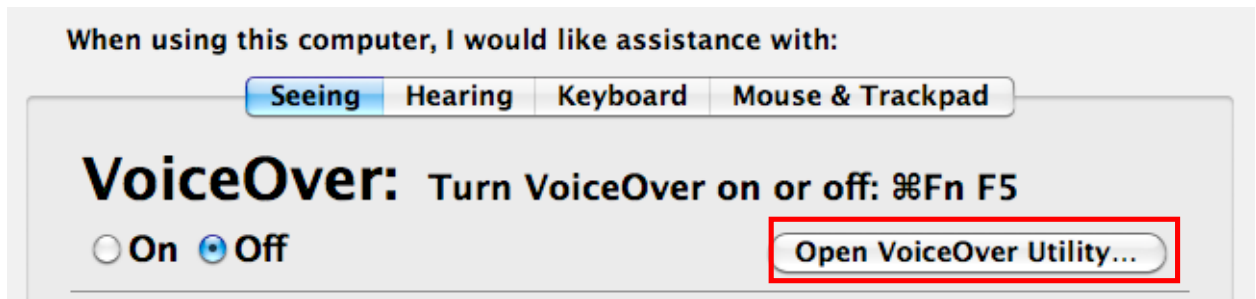 When using this computer, I would like assistance with:
Seeing Hearing Keyboard Mouse & Trackpad
VoiceOver: Turn VoiceOver on or off: ⌘Fn F5
On Off Open VoiceOver Utility...